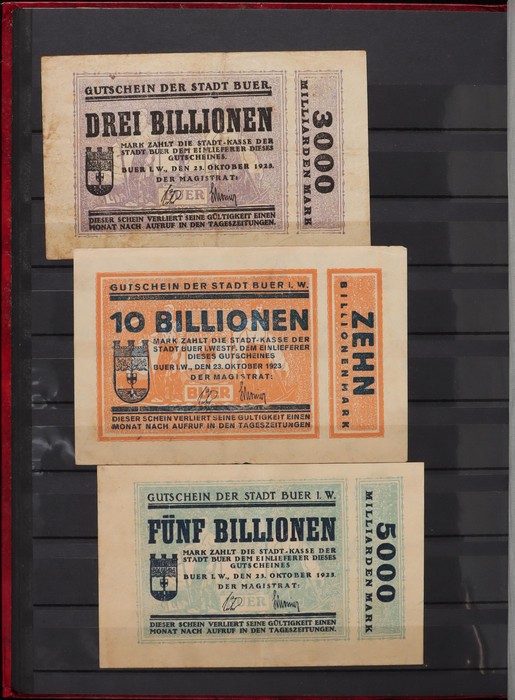 GUTSCHEIN DER STADT BUER.
DREI BILLIONEN
MARK ZAHLT DIE STADT-KASSE DER
STADT BUER DEM EINLIEFERER DIESES
GUTSCHEINES.
BUER I.W., DEN 25. OKTOBER 1923.
DER MAGISTRAT:
BUER
DIESER SCHEIN VERLIERT SEINE GÜLTIGKEIT EINEN
MONAT NACH AUFRUF IN DEN TAGESZEITUNGEN.
3000
MILLIARDEN MARK
GUTSCHEIN DER STADT BUER I. W.
10 BILLIONEN
MARK ZAHLT DIE STADT-KASSE DER
STADT BUER I.WESTF. DEM EINLIEFERER
DIESES GUTSCHEINES
BUER I.W., DEN 23. OKTOBER 1923
DER MAGISTRAT:
BUER
DIESER SCHEIN VERLIERT SEINE GÜLTIGKEIT EINEN
MONAT NACH AUFRUF IN DEN TAGESZEITUNGEN
ZEHN
BILLIONENMARK
GUTSCHEIN DER STADT BUER I. W.
FÜNF BILLIONEN
MARK ZAHLT DIE STADT-KASSE DER
STADT BUER DEM EINLIEFERER DIESES
GUTSCHEINES
BUER I.W., DEN 25. OKTOBER 1923.
DER MAGISTRAT:
BUER
DIESER SCHEIN VERLIERT SEINE GÜLTIGKEIT EINEN
MONAT NACH AUFRUF IN DEN TAGESZEITUNGEN.
5000
MILLIARDEN MARK